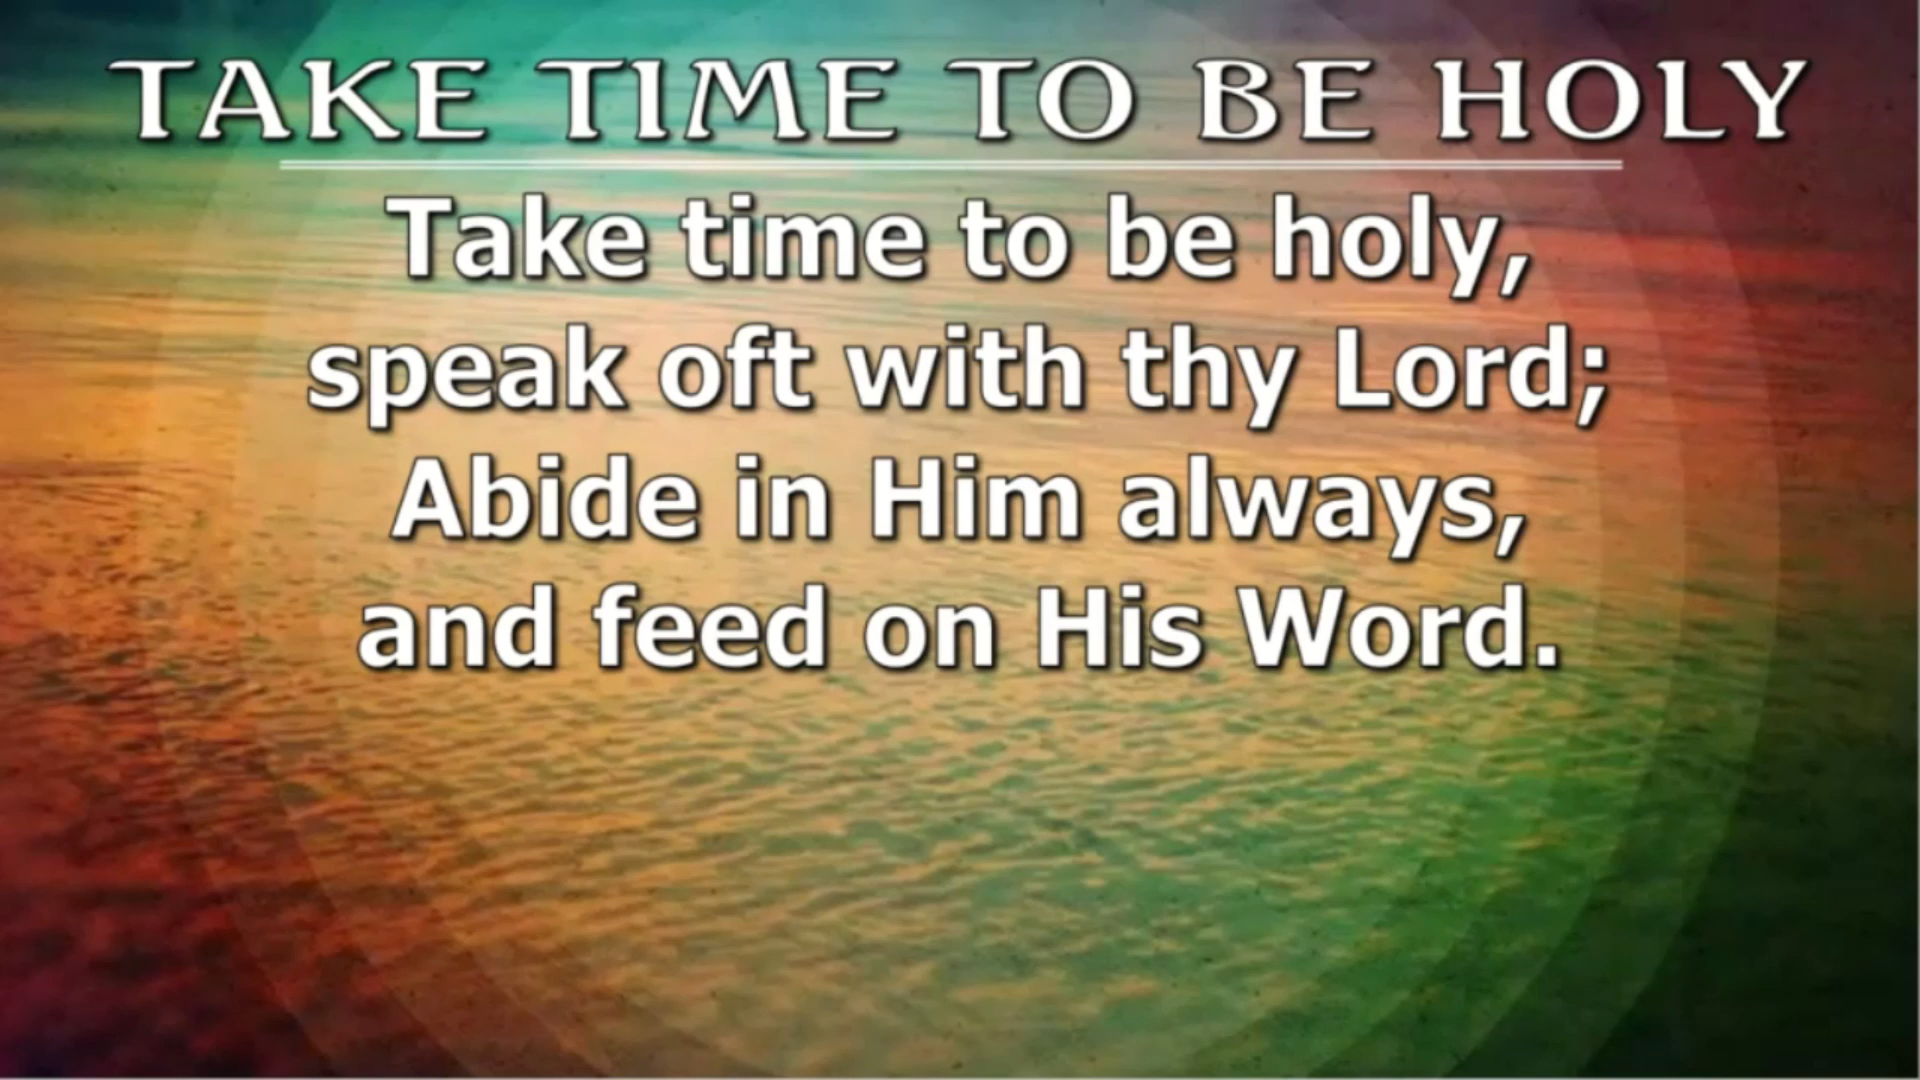 TAKE TIME TO BE HOLY
Take time to be holy,
speak oft with thy Lord;
Abide in Him always,
and feed on His Word.